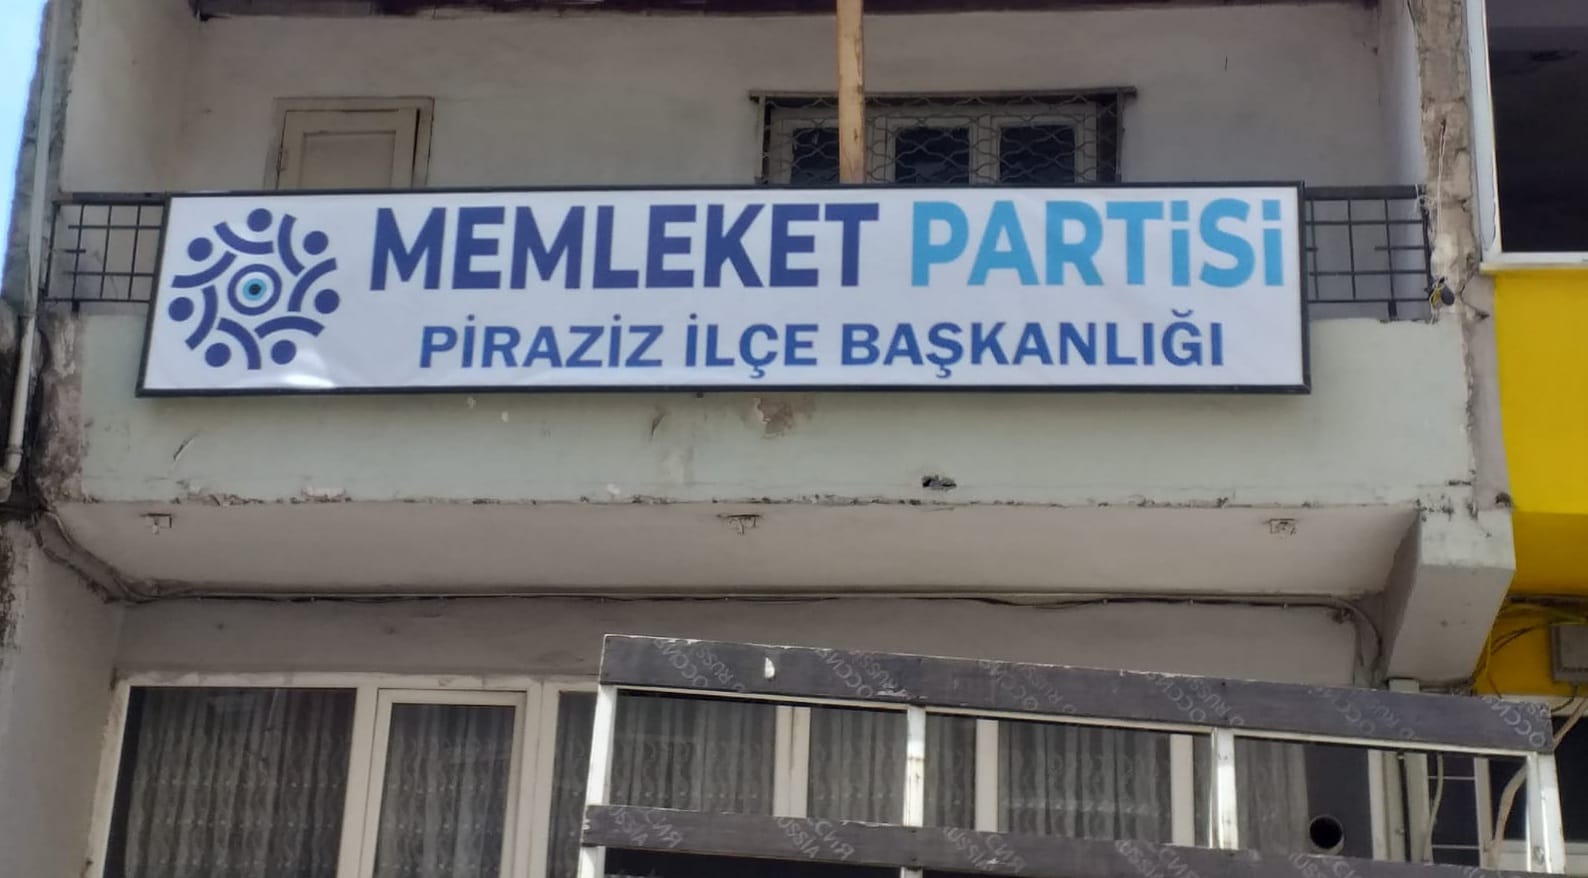 MEMLEKET PARTİSİ
PİRAZİZ İLÇE BAŞKANLIĞI